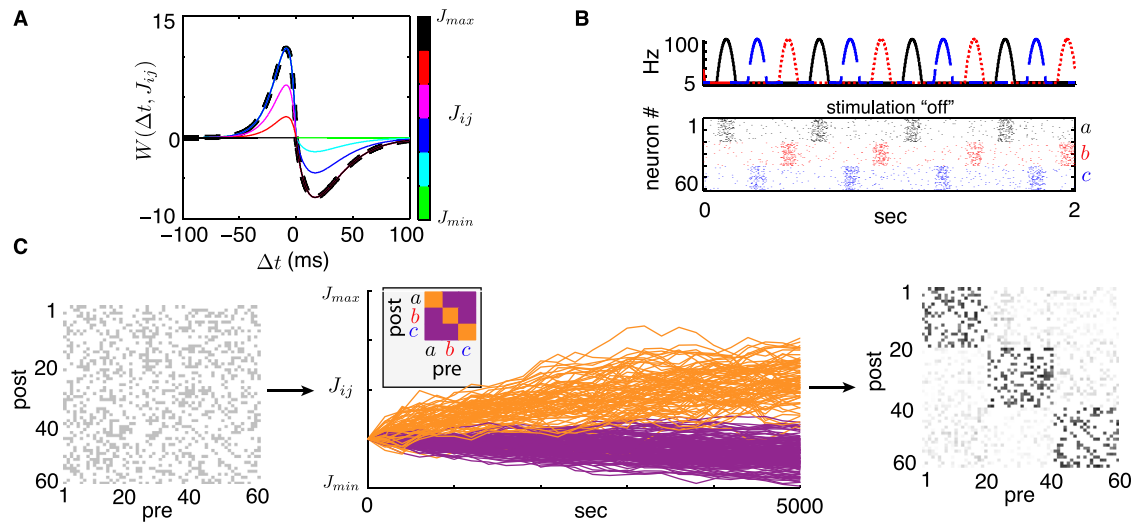 A
15
0
−10
W(Δt, J_ij)
−100
−50
0
50
100
Δt (ms)
J_max
J_ij
J_min
B
100
5
Hz
stimulation “off”
1
60
neuron #
a
b
c
0
2
sec
C
1
20
40
60
post
1
20
40
60
pre
J_max
J_ij
J_min
a
b
c
post
a b c
pre
0
5000
sec
1
20
40
60
post
1
20
40
60
pre